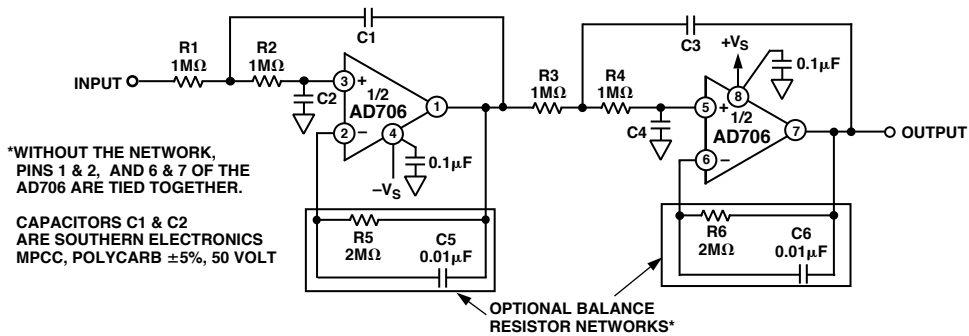 C1
C3
R1
1MΩ
R2
1MΩ
INPUT
3
+
1/2
AD706
1
C2
2
–
4
0.1µF
–VS
R3
1MΩ
R4
1MΩ
+VS
0.1µF
8
5
+
1/2
AD706
7
C4
6
–
OUTPUT
*WITHOUT THE NETWORK,
PINS 1 & 2, AND 6 & 7 OF THE
AD706 ARE TIED TOGETHER.
CAPACITORS C1 & C2
ARE SOUTHERN ELECTRONICS
MPCC, POLYCARB ±5%, 50 VOLT
R5
2MΩ
C5
0.01µF
R6
2MΩ
C6
0.01µF
OPTIONAL BALANCE
RESISTOR NETWORKS*